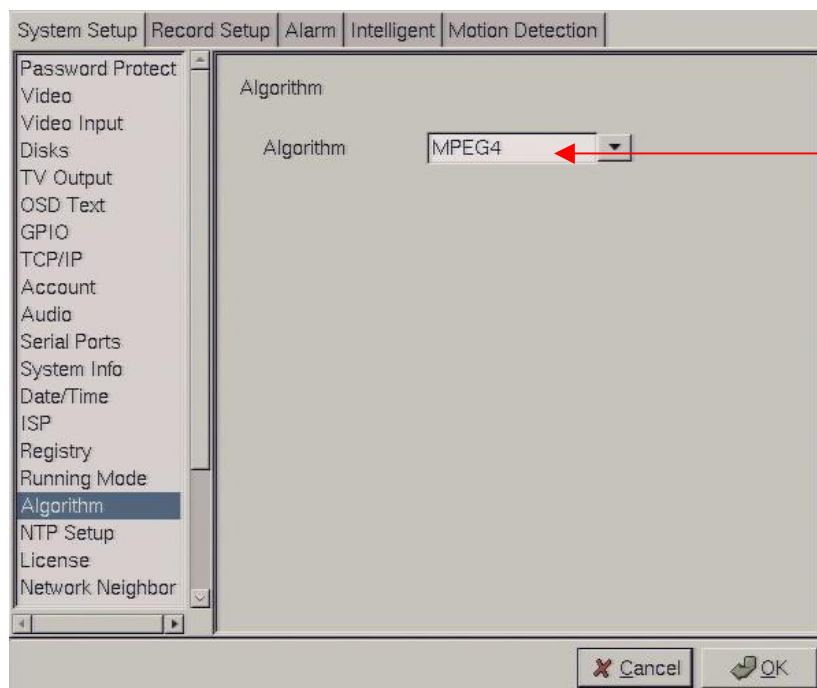 System Setup Record Setup Alarm Intelligent Motion Detection
Password Protect
Video
Video Input
Disks
TV Output
OSD Text
GPIO
TCP/IP
Account
Audio
Serial Ports
System Info
Date/Time
ISP
Registry
Running Mode
Algorithm
NTP Setup
License
Network Neighbor
Algorithm
Algorithm MPEG4
Cancel OK